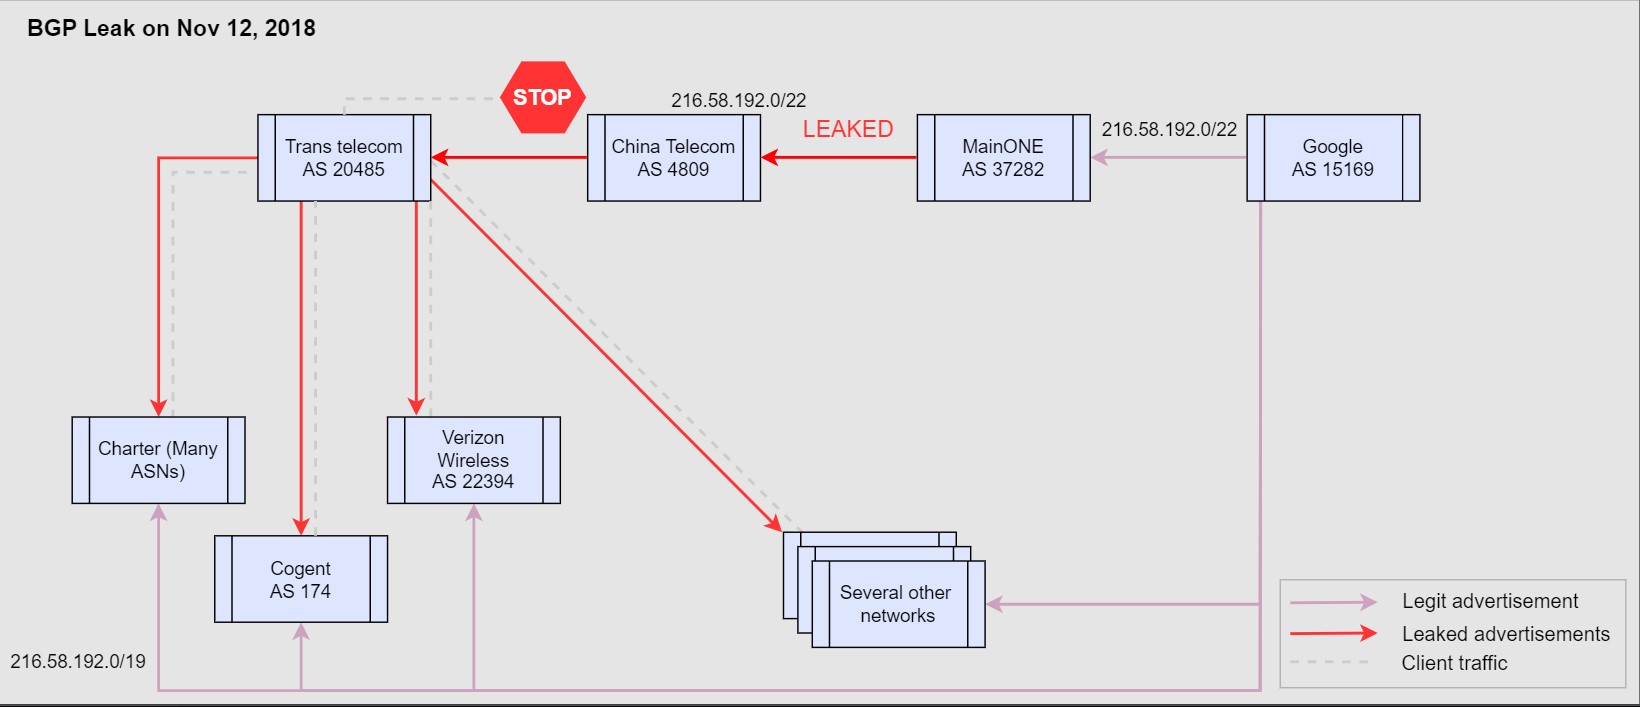 BGP Leak on Nov 12, 2018
STOP
216.58.192.0/22
LEAKED
216.58.192.0/22
Trans telecom
AS 20485
China Telecom
AS 4809
MainONE
AS 37282
Google
AS 15169
Charter (Many
ASNs)
Verizon
Wireless
AS 22394
Cogent
AS 174
Several other
networks
216.58.192.0/19
Legit advertisement
Leaked advertisements
Client traffic